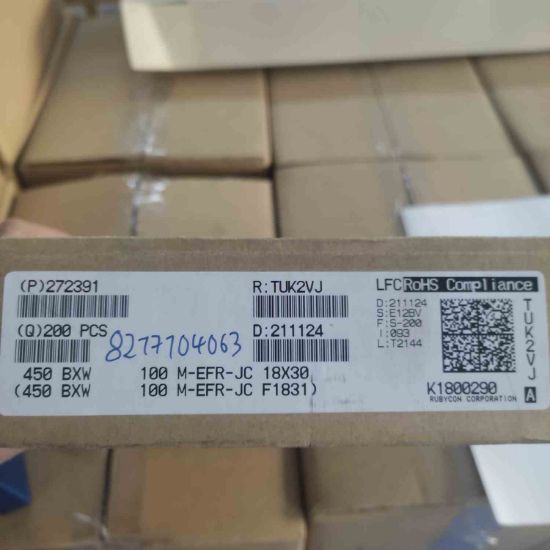 (P)272391
R:TUK2VJ
LFC RoHS Compliance
(Q)200 PCS
D:211124
8277704063
450 BXW 100 M-EFR-JC 18X30
(450 BXW 100 M-EFR-JC F1831)
D:211124
S:E12BV
F:S-200
I:093
L:T2144
TUK2VJ
K1800290
RUBYCON CORPORATION
A